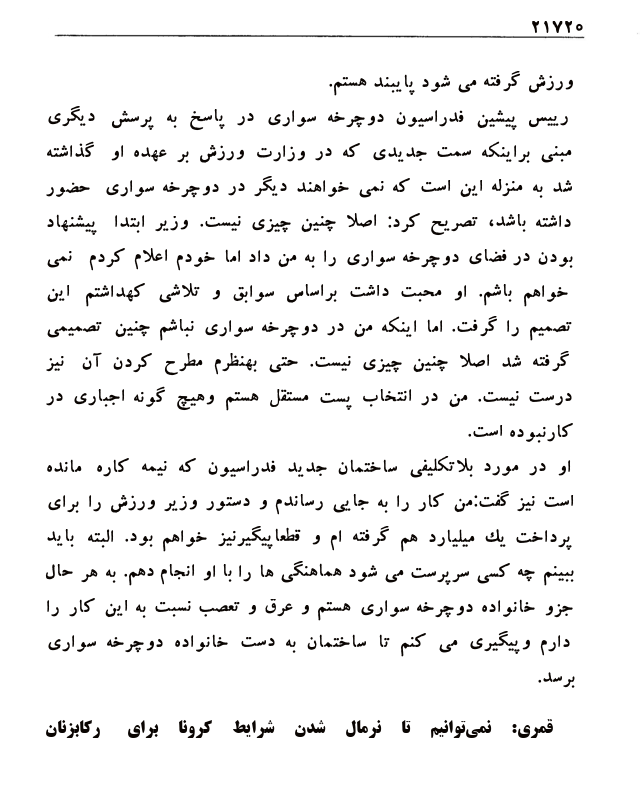 ۲۱۷۲۰
ورزش گرفته می شود پایبند هستم.
رییس پیشین فدراسیون دوچرخه سواری در پاسخ به پرسش دیگری
مبنی براینکه سمت جدیدی که در وزارت ورزش بر عهده او گذاشته
شد به منزله این است که نمی خواهند دیگر در دوچرخه سواری حضور
داشته باشد، تصریح کرد: اصلا چنین چیزی نیست. وزیر ابتدا پیشنهاد
بودن در فضای دوچرخه سواری را به من داد اما خودم اعلام کردم نمی
خواهم باشم. او محبت داشت براساس سوابق و تلاشی کهداشتم این
تصمیم را گرفت. اما اینکه من در دوچرخه سواری نباشم چنین تصمیمی
گرفته شد اصلا چنین چیزی نیست. حتی بهنظرم مطرح کردن آن نیز
درست نیست. من در انتخاب پست مستقل هستم وهیچ گونه اجباری در
کارنبوده است.
او در مورد بلاتکلیفی ساختمان جدید فدراسیون که نیمه کاره مانده
است نیز گفت:من کار را به جایی رساندم و دستور وزیر ورزش را برای
پرداخت یك میلیارد هم گرفته ام و قطعاپیگیرنیز خواهم بود. البته باید
ببینم چه کسی سرپرست می شود هماهنگی ها را با او انجام دهم. به هر حال
جزو خانواده دوچرخه سواری هستم و عرق و تعصب نسبت به این کار را
دارم وپیگیری می کنم تا ساختمان به دست خانواده دوچرخه سواری
برسد.
قمری: نمی‌توانیم تا نرمال شدن شرایط کرونا برای رکابزنان